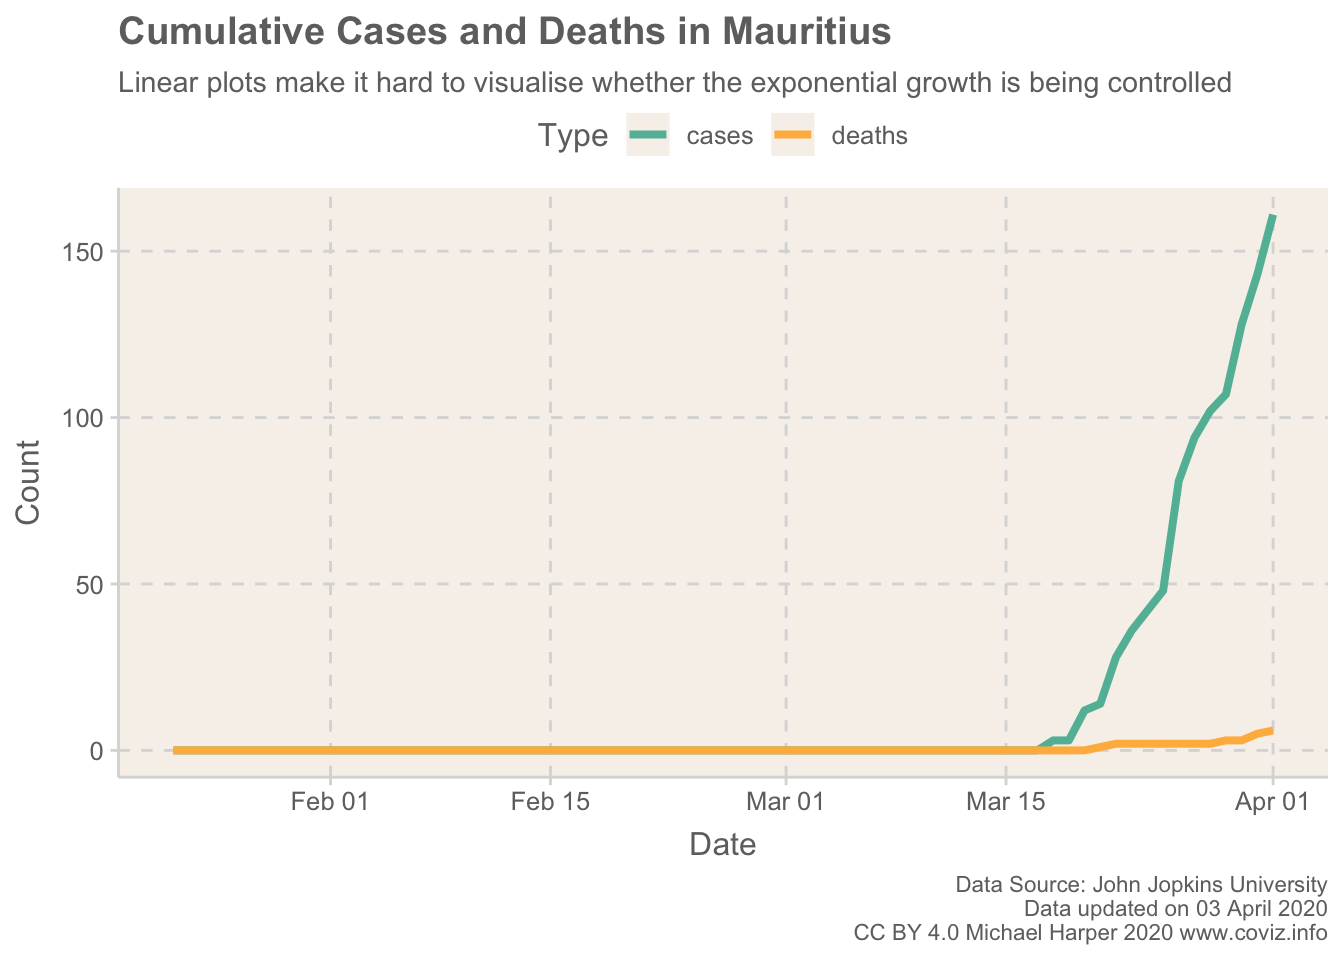 Cumulative Cases and Deaths in Mauritius
Linear plots make it hard to visualise whether the exponential growth is being controlled
Type cases deaths
Count
150
100
50
0
Feb 01 Feb 15 Mar 01 Mar 15 Apr 01
Date
Data Source: John Jopkins University
Data updated on 03 April 2020
CC BY 4.0 Michael Harper 2020 www.coviz.info